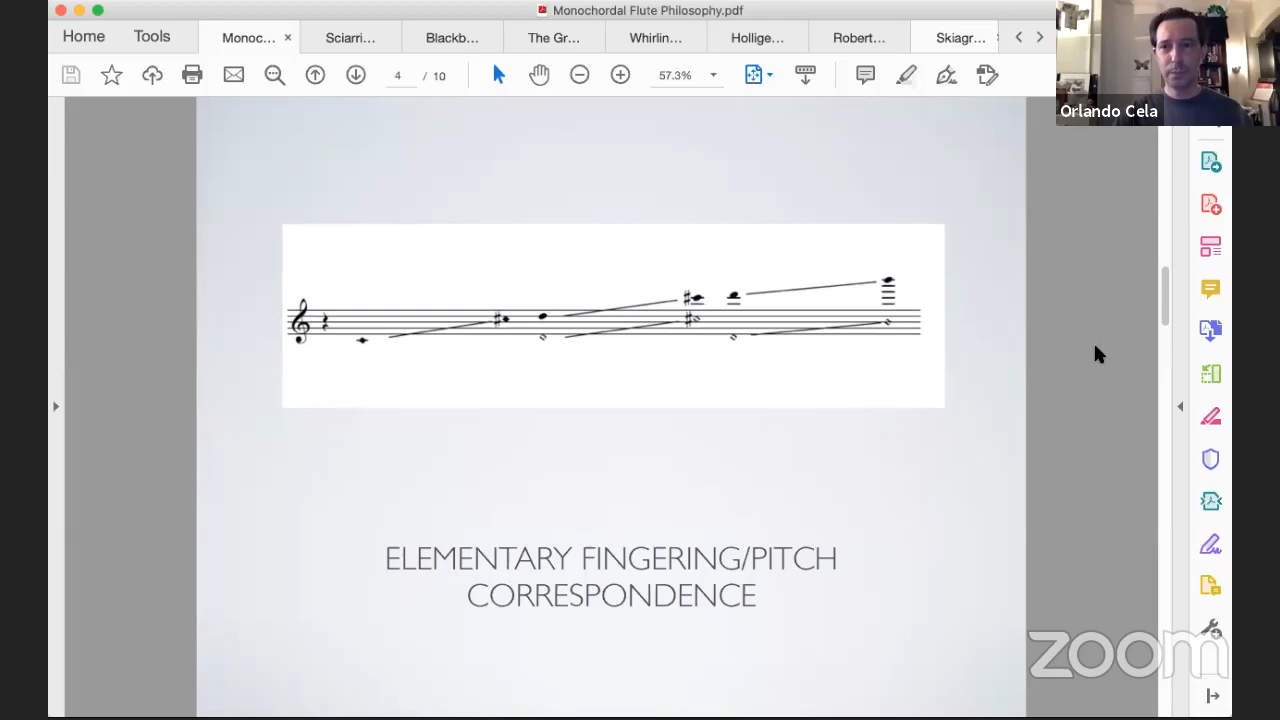 Monochordal Flute Philosophy.pdf
Home
Tools
Monoc...
Sciarri...
Blackb...
The Gr...
Whirlin...
Hollige...
Robert...
Skiagr...
4
/ 10
57.3%
Orlando Cela
ELEMENTARY FINGERING/PITCH
CORRESPONDENCE
zoom